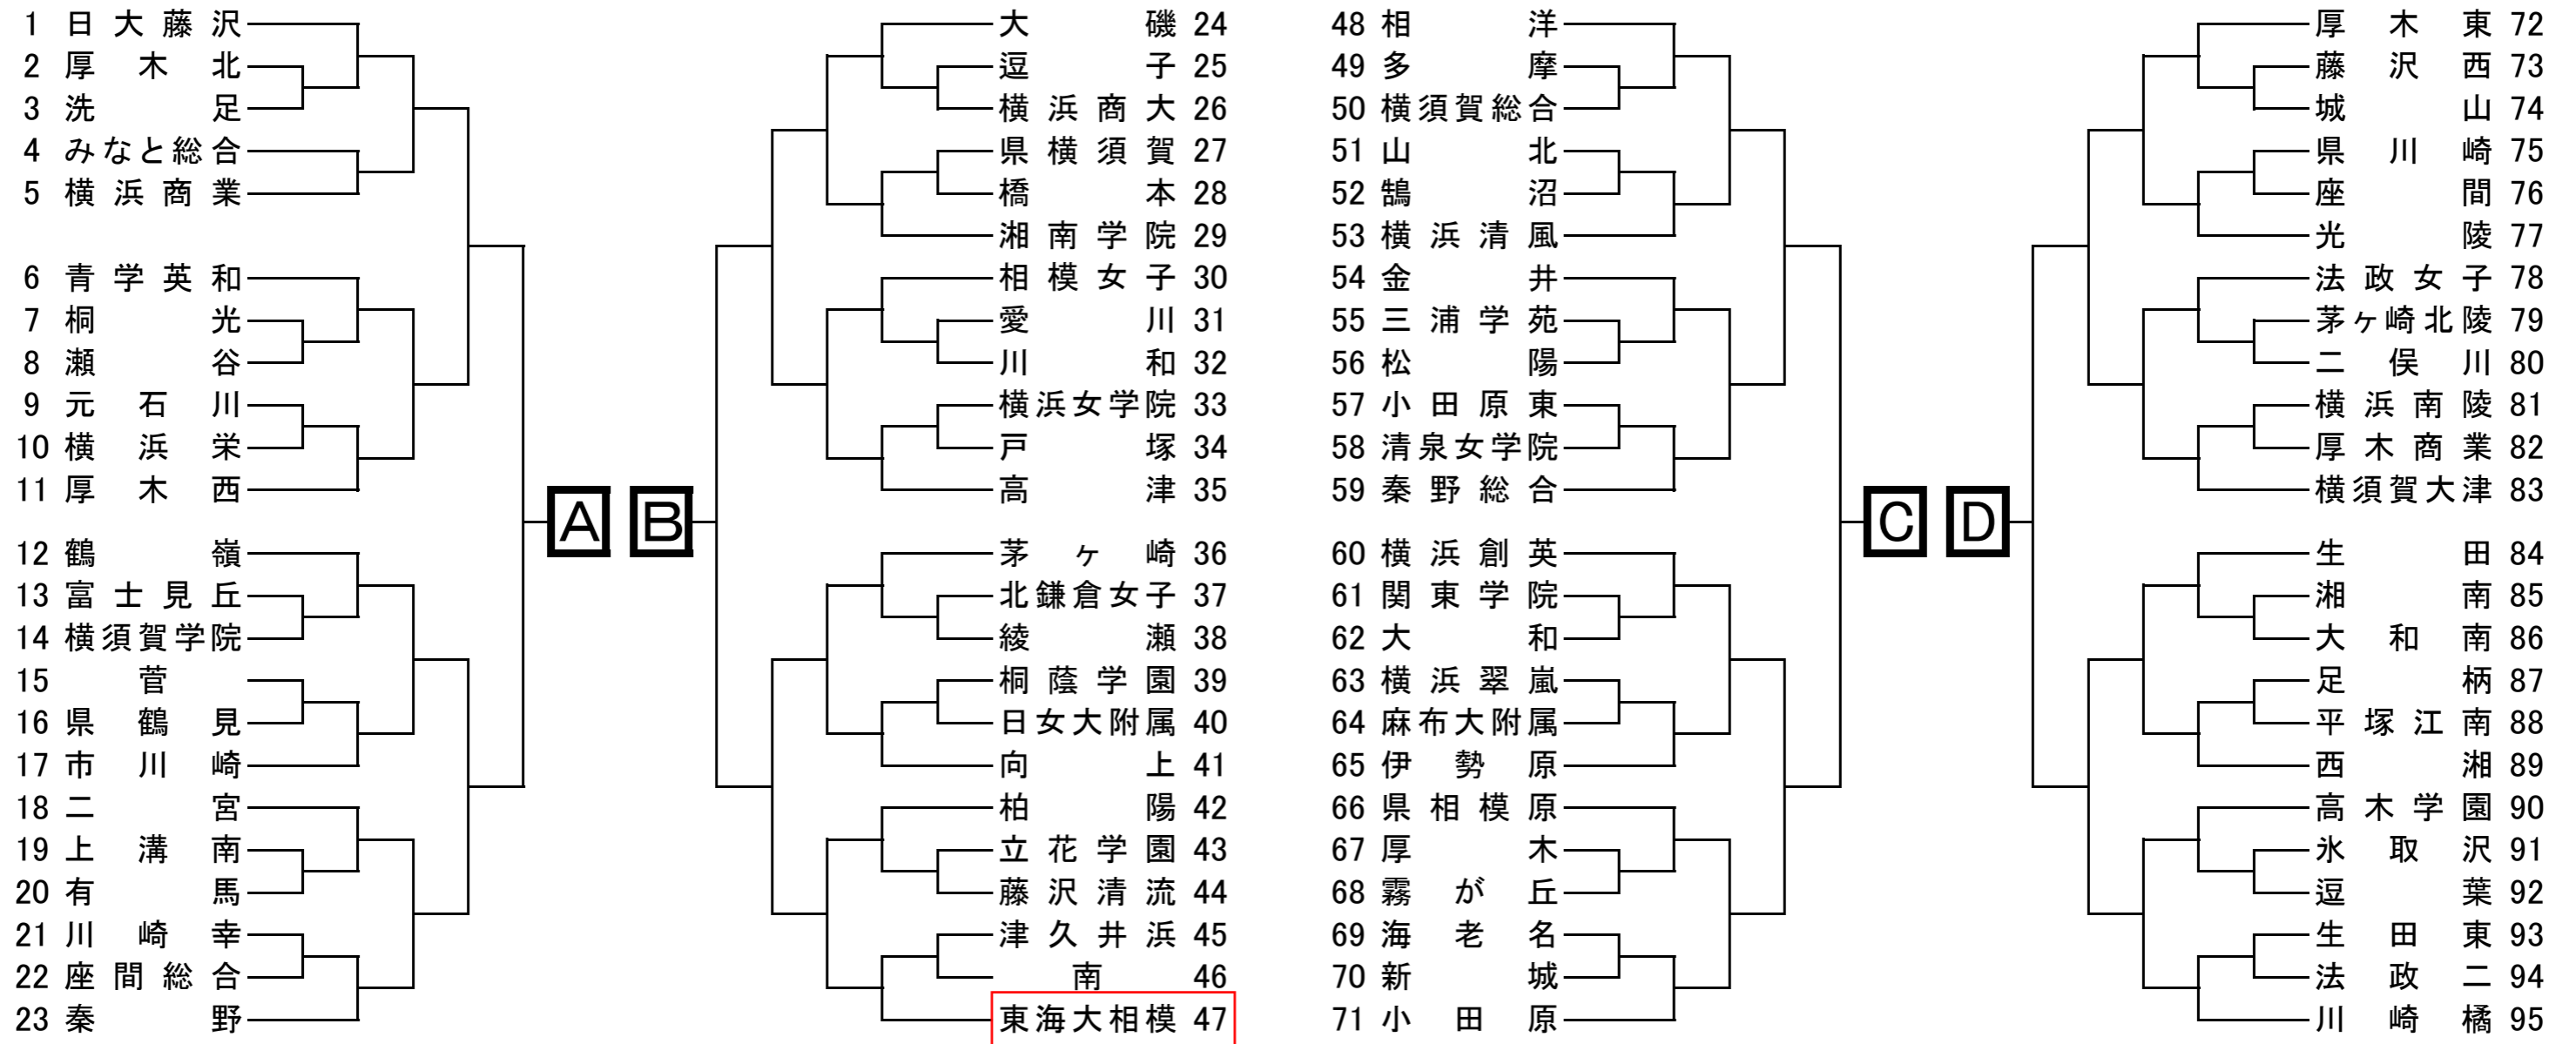 1 日大藤沢
2 厚木北
3 洗足
4 みなと総合
5 横浜商業
6 青学英和
7 桐光
8 瀬谷
9 元石川
10 横浜栄
11 厚木西
12 鶴嶺
13 富士見丘
14 横須賀学院
15 菅
16 県鶴見
17 市川崎
18 二宮
19 上溝南
20 有馬
21 川崎幸
22 座間総合
23 秦野
A
B
大磯 24
逗子 25
横浜商大 26
県横須賀 27
橋本 28
湘南学院 29
相模女子 30
愛川 31
川和 32
横浜女学院 33
戸塚 34
高津 35
茅ヶ崎 36
北鎌倉女子 37
綾瀬 38
桐蔭学園 39
日女大附属 40
向上 41
柏陽 42
立花学園 43
藤沢清流 44
津久井浜 45
南 46
東海大相模 47
48 相洋
49 多摩
50 横須賀総合
51 山北
52 鵠沼
53 横浜清風
54 金井
55 三浦学苑
56 松陽
57 小田原東
58 清泉女学院
59 秦野総合
60 横浜創英
61 関東学院
62 大和
63 横浜翠嵐
64 麻布大附属
65 伊勢原
66 県相模原
67 厚木
68 霧が丘
69 海老名
70 新城
71 小田原
C
D
厚木東 72
藤沢西 73
城山 74
県川崎 75
座間 76
光陵 77
法政女子 78
茅ヶ崎北陵 79
二俣川 80
横浜南陵 81
厚木商業 82
横須賀大津 83
生田 84
湘南 85
大和南 86
足柄 87
平塚江南 88
西湘 89
高木学園 90
氷取沢 91
逗葉 92
生田東 93
法政二 94
川崎橘 95